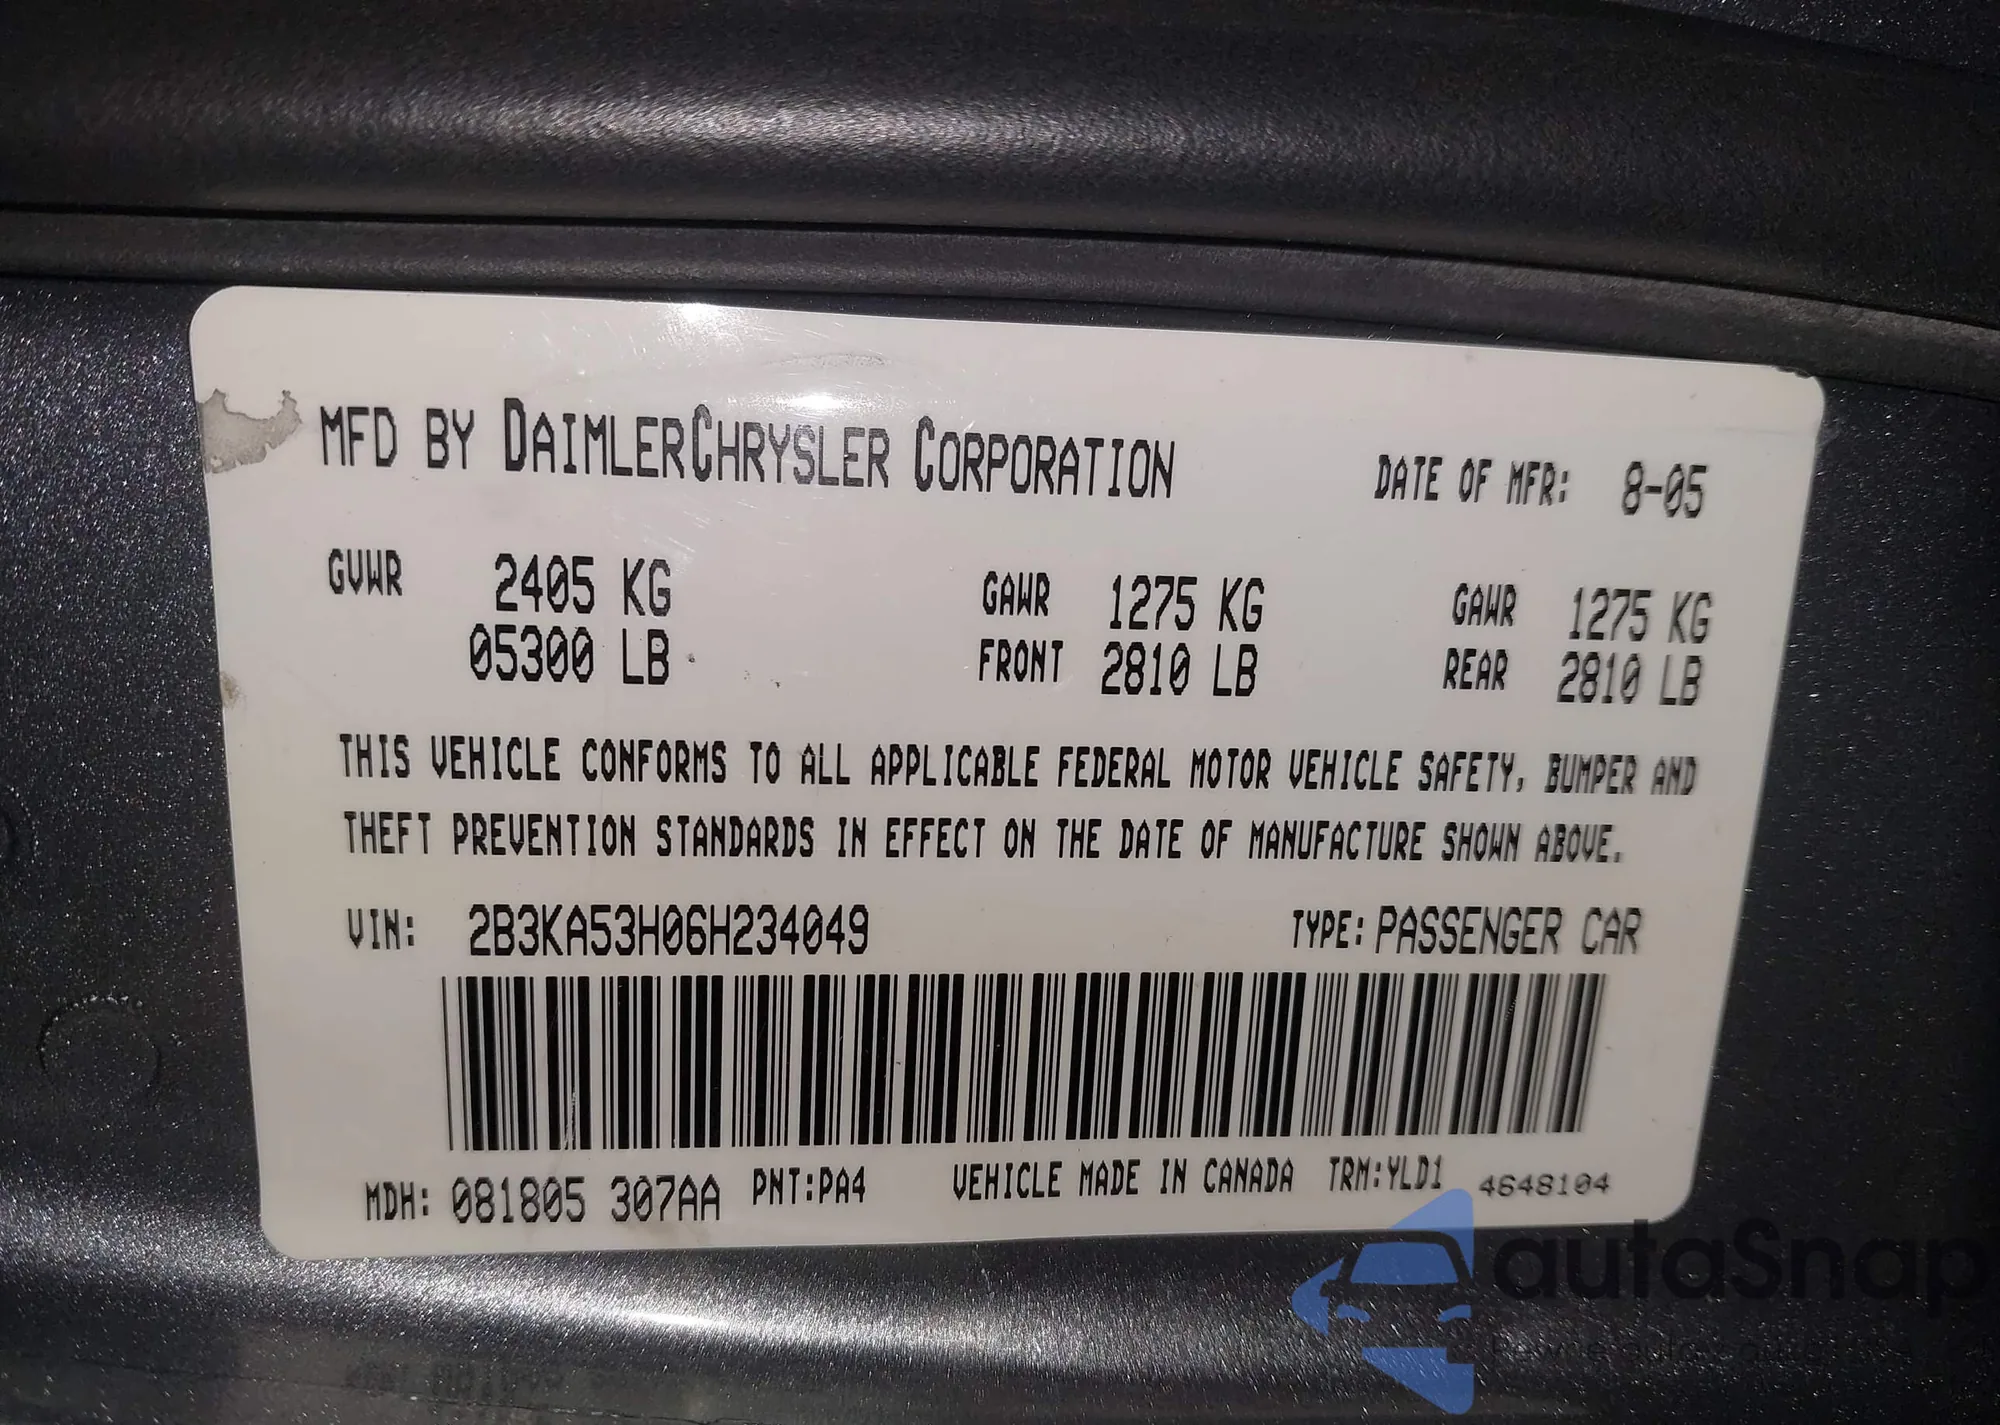 MFD BY DAIMLERCHRYSLER CORPORATION DATE OF MFR: 8-05
GVWR 2405 KG GAWR 1275 KG GAWR 1275 KG
05300 LB FRONT 2810 LB REAR 2810 LB
THIS VEHICLE CONFORMS TO ALL APPLICABLE FEDERAL MOTOR VEHICLE SAFETY, BUMPER AND
THEFT PREVENTION STANDARDS IN EFFECT ON THE DATE OF MANUFACTURE SHOWN ABOVE.
VIN: 2B3KA53H06H234049 TYPE: PASSENGER CAR
MDH: 081805 307AA PNT:PA4 VEHICLE MADE IN CANADA TRM:YLD1 4648104
autaSnap